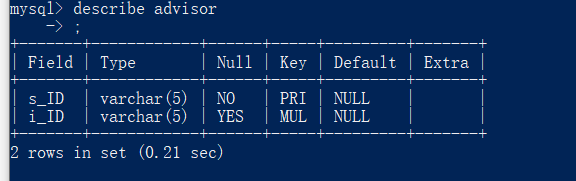 mysql> describe advisor
    -> ;
+-------+------------+------+-----+---------+-------+
| Field | Type       | Null | Key | Default | Extra |
+-------+------------+------+-----+---------+-------+
| s_ID  | varchar(5) | NO   | PRI | NULL    |       |
| i_ID  | varchar(5) | YES  | MUL | NULL    |       |
+-------+------------+------+-----+---------+-------+
2 rows in set (0.21 sec)